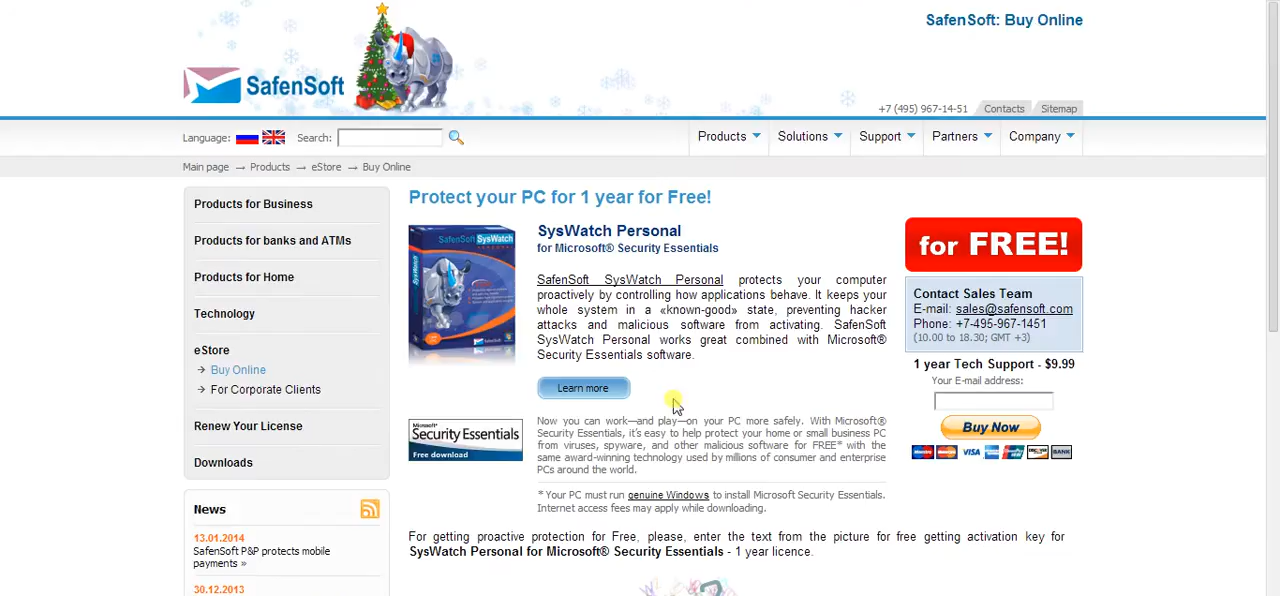 SafenSoft: Buy Online
SafenSoft
+7 (495) 967-14-51
Contacts
Sitemap
Language:
Search:
Products
Solutions
Support
Partners
Company
Main page → Products → eStore → Buy Online
Products for Business
Products for banks and ATMs
Products for Home
Technology
eStore
→ Buy Online
→ For Corporate Clients
Renew Your License
Downloads
News
13.01.2014
SafenSoft P&P protects mobile
payments »
30.12.2013
Protect your PC for 1 year for Free!
SafenSoft SysWatch
SysWatch Personal
for Microsoft® Security Essentials
SafenSoft SysWatch Personal protects your computer
proactively by controlling how applications behave. It keeps your
whole system in a «known-good» state, preventing hacker
attacks and malicious software from activating. SafenSoft
SysWatch Personal works great combined with Microsoft®
Security Essentials software.
Learn more
Microsoft®
Security Essentials
Free download
Now you can work—and play—on your PC more safely. With Microsoft®
Security Essentials, it's easy to help protect your home or small business PC
from viruses, spyware, and other malicious software for FREE* with the
same award-winning technology used by millions of consumer and enterprise
PCs around the world.
* Your PC must run genuine Windows to install Microsoft Security Essentials.
Internet access fees may apply while downloading.
For getting proactive protection for Free, please, enter the text from the picture for free getting activation key for
SysWatch Personal for Microsoft® Security Essentials - 1 year licence.
for FREE!
Contact Sales Team
E-mail: sales@safensoft.com
Phone: +7-495-967-1451
(10.00 to 18.30; GMT +3)
1 year Tech Support - $9.99
Your E-mail address:
Buy Now
VISA
BANK